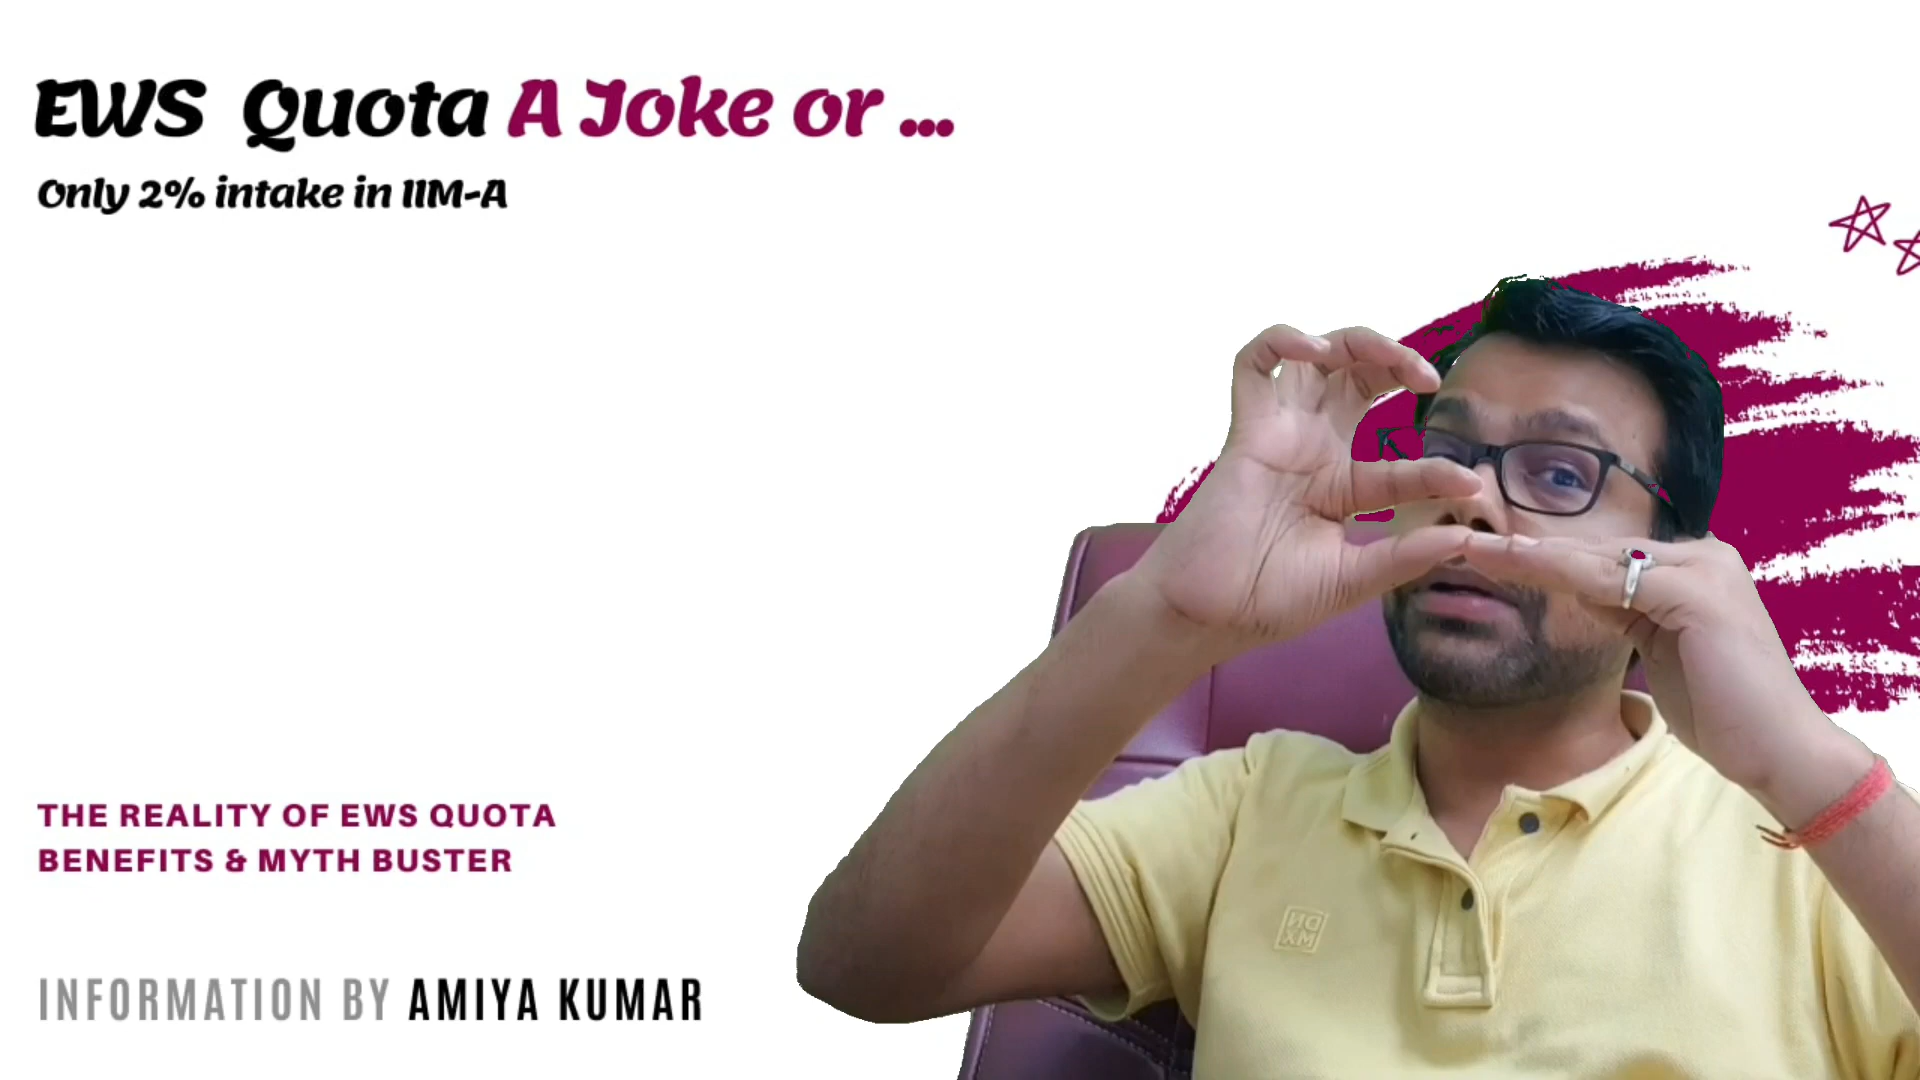 EWS Quota A Joke or ...
Only 2% intake in IIM-A
THE REALITY OF EWS QUOTA
BENEFITS & MYTH BUSTER
INFORMATION BY AMIYA KUMAR